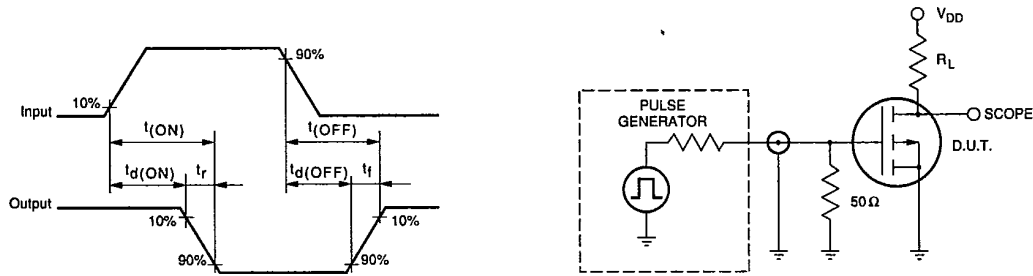 90%
10%
Input
t(ON)
t(OFF)
td(ON)
tr
td(OFF)
tf
Output
10%
10%
90%
90%
VDD
RL
PULSE
GENERATOR
SCOPE
D.U.T.
50Ω